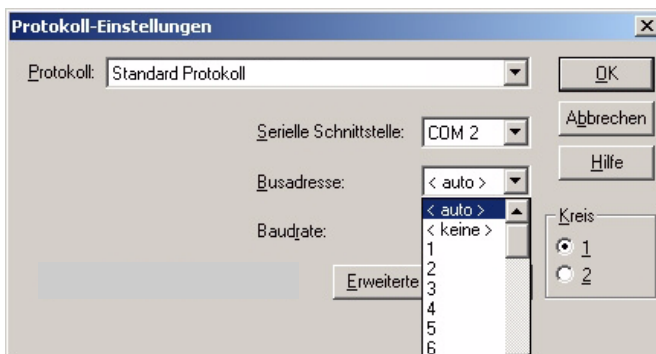 Protokoll-Einstellungen
Protokoll: Standard Protokoll
OK
Serielle Schnittstelle: COM 2
Abbrechen
Hilfe
Busadresse: < auto >
< auto >
< keine >
1
2
3
4
5
6
Baudrate:
Erweiterte
Kreis
1
2